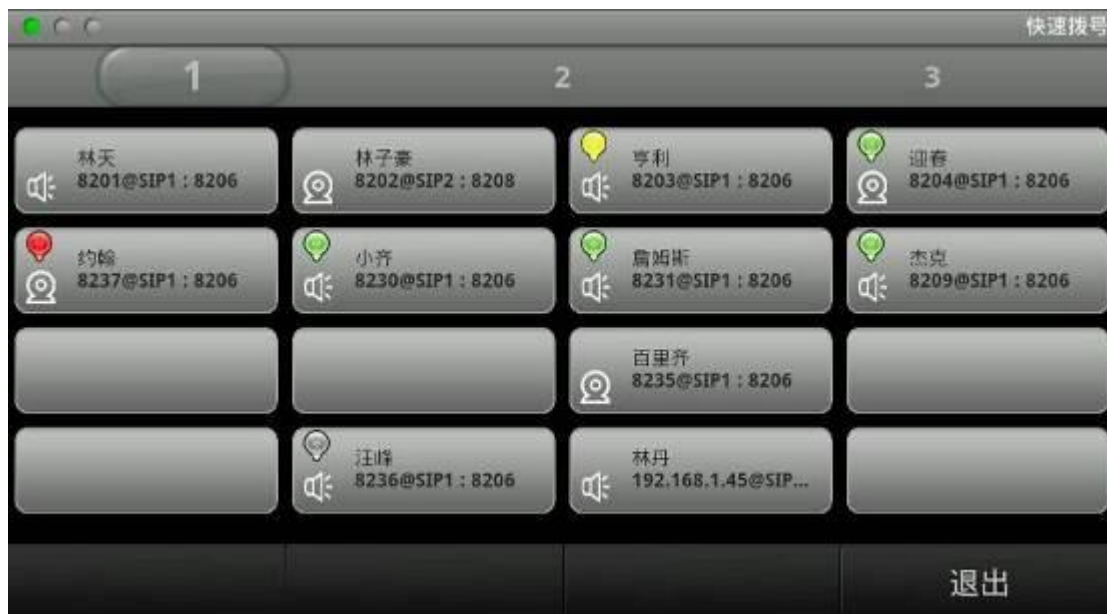 快速拨号
1
2
3
林天
8201@SIP1 : 8206
林子豪
8202@SIP2 : 8208
亨利
8203@SIP1 : 8206
迎春
8204@SIP1 : 8206
约翰
8237@SIP1 : 8206
小齐
8230@SIP1 : 8206
詹姆斯
8231@SIP1 : 8206
杰克
8209@SIP1 : 8206
百里齐
8235@SIP1 : 8206
汪峰
8236@SIP1 : 8206
林丹
192.168.1.45@SIP...
退出